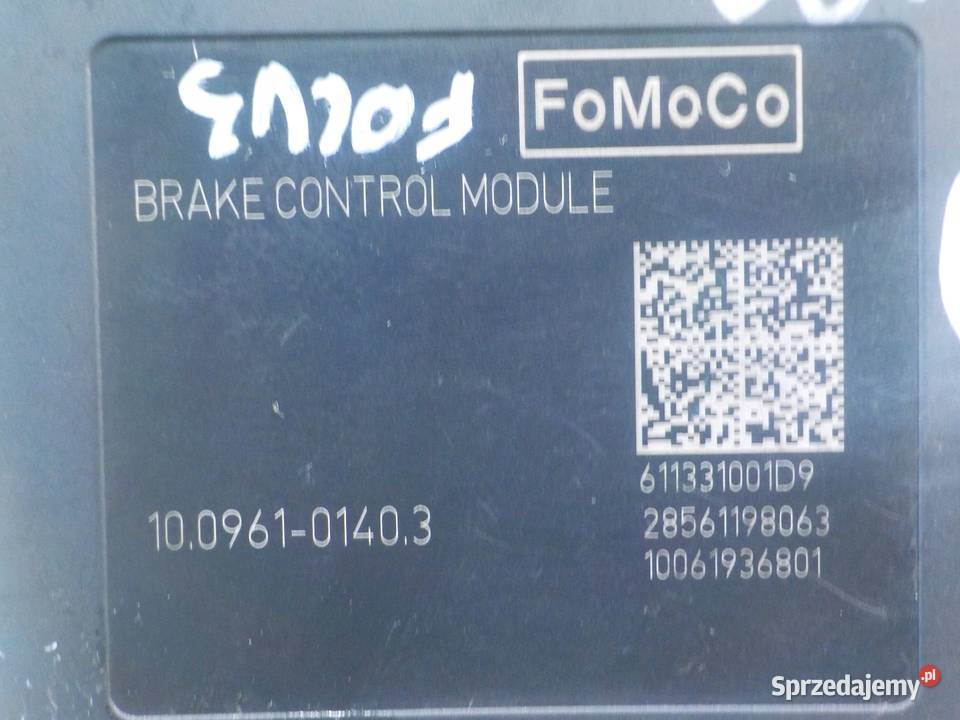 FOCUS
FoMoCo
BRAKE CONTROL MODULE
611331001D9
10.0961-0140.3
28561198063
10061936801
Sprzedajemy.pl